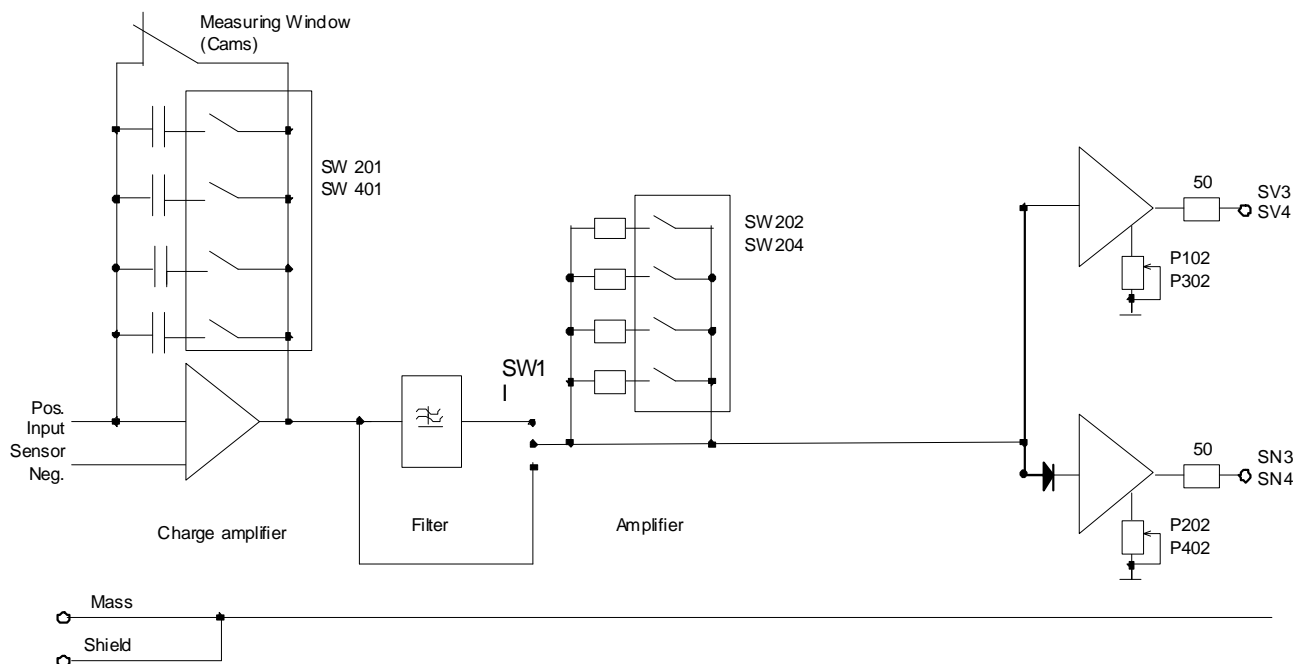 Measuring Window
(Cams)
SW 201
SW 401
SW202
SW204
50
SV3
SV4
P102
P302
SW1
I
Pos.
Input
Sensor
Neg.
50
SN3
SN4
Charge amplifier
Filter
Amplifier
P202
P402
Mass
Shield